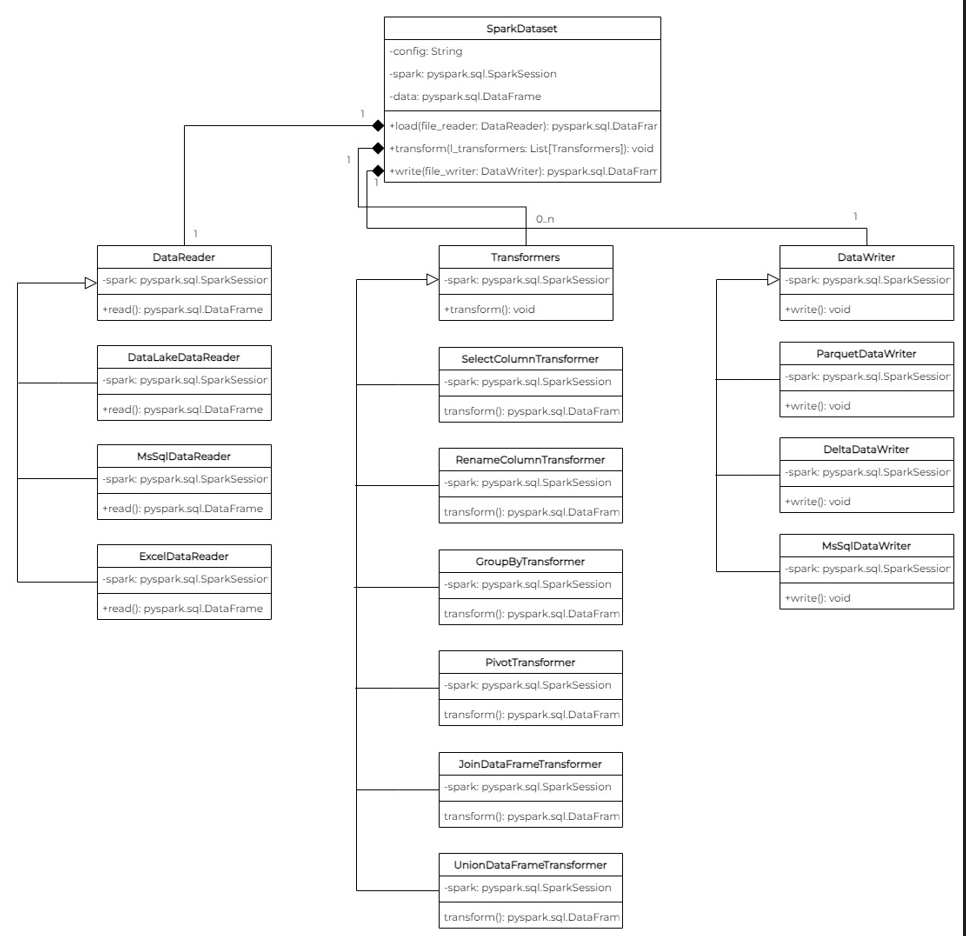 SparkDataset
-config: String
-spark: pyspark.sql.SparkSession
-data: pyspark.sql.DataFrame
1
+load(file_reader: DataReader): pyspark.sql.DataFrar
1
+transform(l_transformers: List[Transformers]): void
+write(file_writer: DataWriter): pyspark.sql.DataFram
1
0..n
1
1
DataReader
-spark: pyspark.sql.SparkSession
+read(): pyspark.sql.DataFrame
DataLakeDataReader
-spark: pyspark.sql.SparkSession
+read(): pyspark.sql.DataFrame
MsSqlDataReader
-spark: pyspark.sql.SparkSession
+read(): pyspark.sql.DataFrame
ExcelDataReader
-spark: pyspark.sql.SparkSession
+read(): pyspark.sql.DataFrame
Transformers
-spark: pyspark.sql.SparkSession
+transform(): void
SelectColumnTransformer
-spark: pyspark.sql.SparkSession
transform(): pyspark.sql.DataFram
RenameColumnTransformer
-spark: pyspark.sql.SparkSession
transform(): pyspark.sql.DataFram
GroupByTransformer
-spark: pyspark.sql.SparkSession
transform(): pyspark.sql.DataFram
PivotTransformer
-spark: pyspark.sql.SparkSession
transform(): pyspark.sql.DataFram
JoinDataFrameTransformer
-spark: pyspark.sql.SparkSession
transform(): pyspark.sql.DataFram
UnionDataFrameTransformer
-spark: pyspark.sql.SparkSession
transform(): pyspark.sql.DataFram
DataWriter
-spark: pyspark.sql.SparkSession
+write(): void
ParquetDataWriter
-spark: pyspark.sql.SparkSession
+write(): void
DeltaDataWriter
-spark: pyspark.sql.SparkSession
+write(): void
MsSqlDataWriter
-spark: pyspark.sql.SparkSession
+write(): void